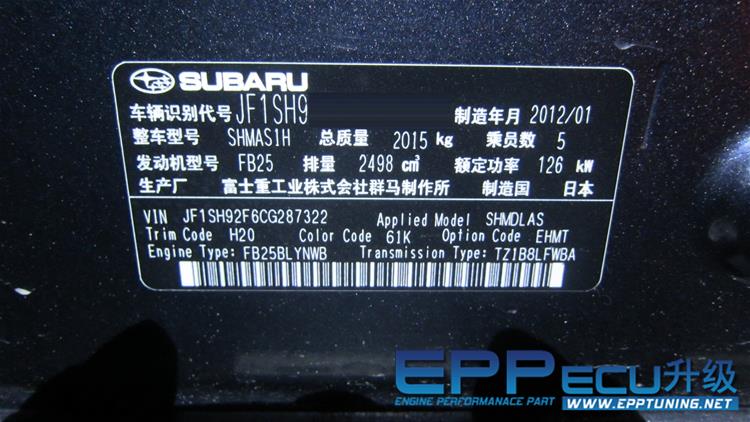 SUBARU
车辆识别代号 JF1SH9 制造年月 2012/01
整车型号 SHMAS1H 总质量 2015 kg 乘员数 5
发动机型号 FB25 排量 2498 cm³ 额定功率 126 kW
生产厂 富士重工业株式会社群马制作所 制造国 日本
VIN JF1SH92F6CG287322 Applied Model SHMDLAS
Trim Code H20 Color Code 61K Option Code EHMT
Engine Type: FB25BLYNWB Transmission Type: TZ1B8LFWBA
EPP ECU升级
ENGINE PERFORMANACE PART WWW.EPPTUNING.NET